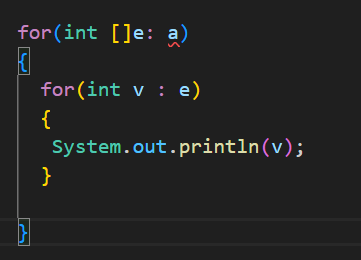 for(int []e: a)
{
  for(int v : e)
  {
   System.out.println(v);
  }

}